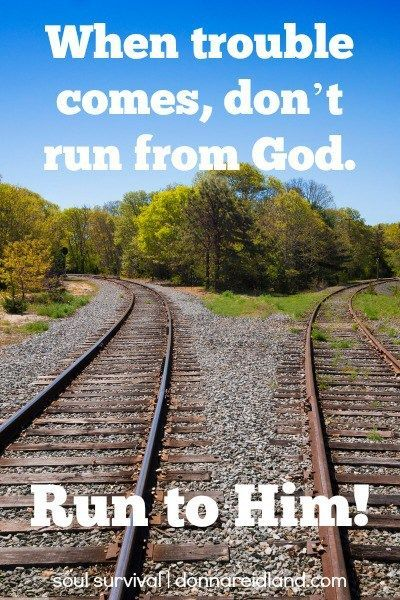 When trouble
comes, don't
run from God.
Run to Him!
soul survival | donnareidland.com